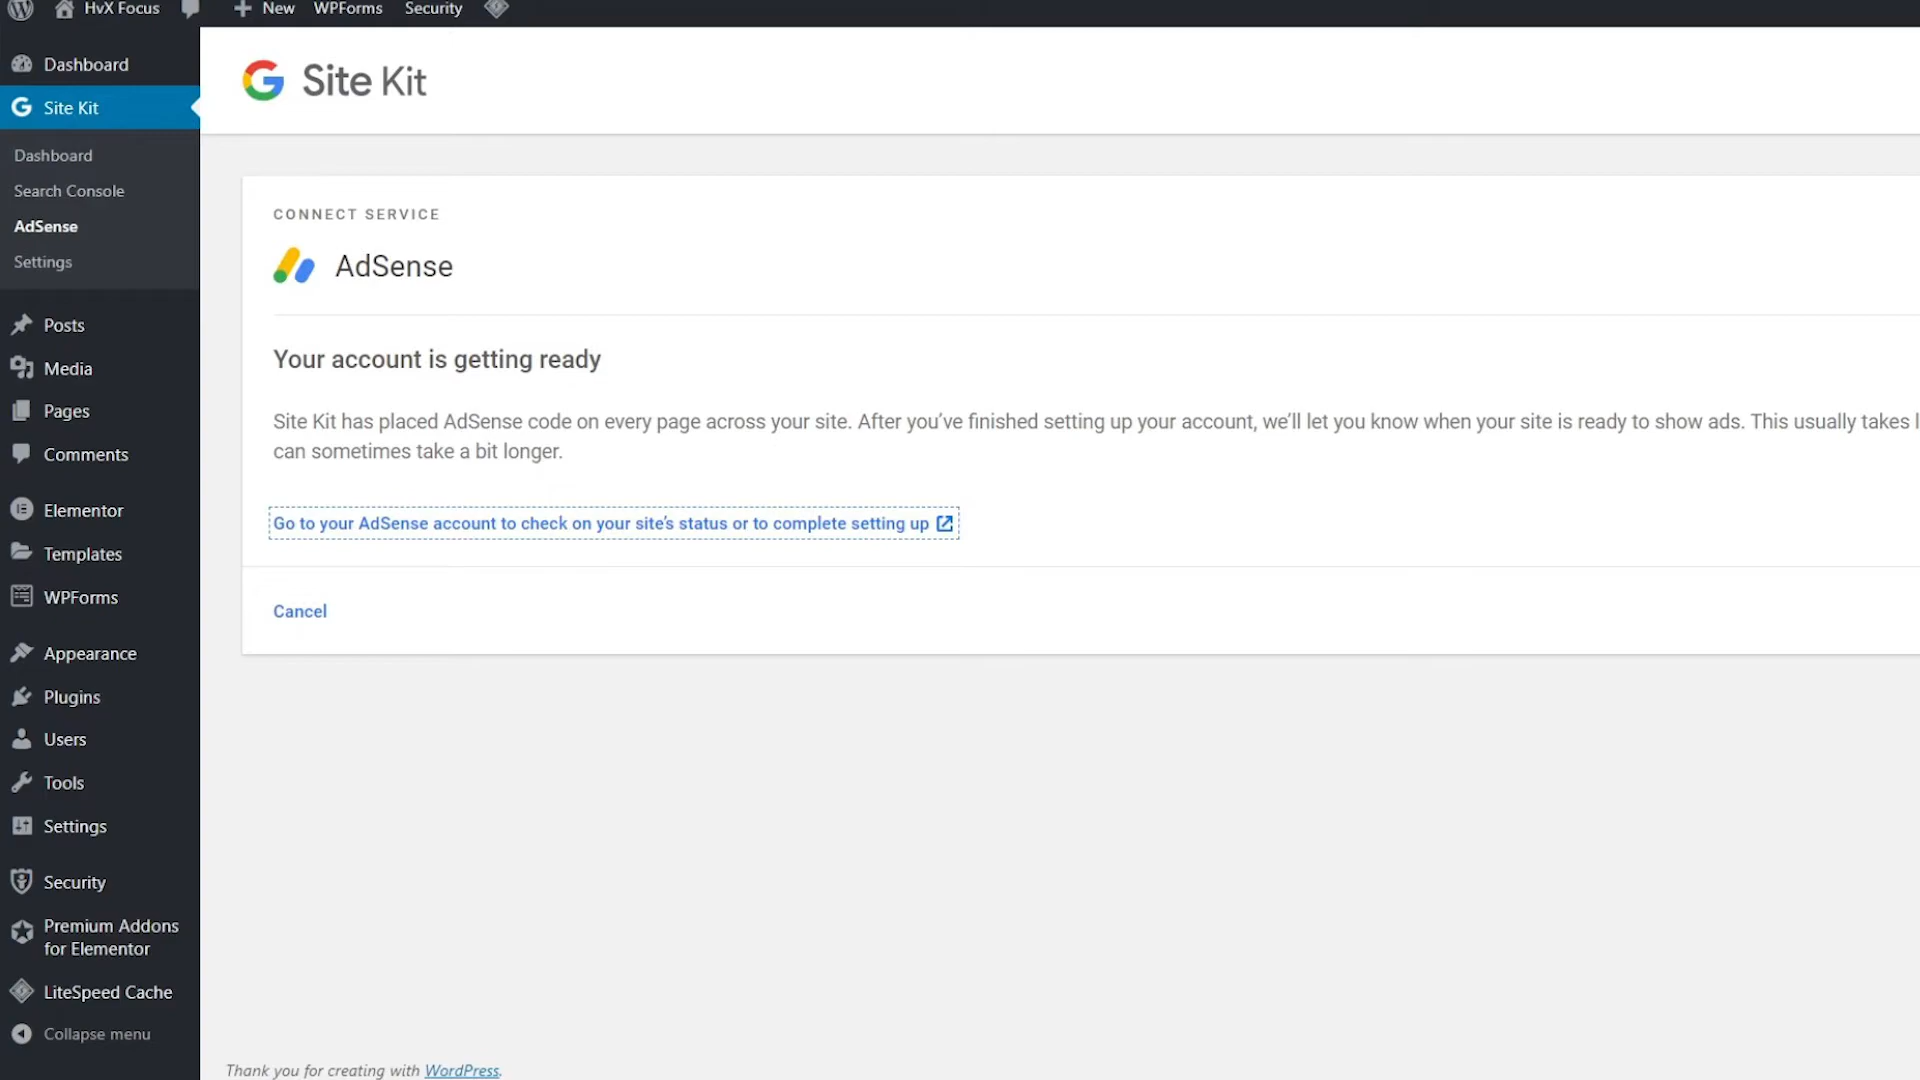 HvX Focus New WPForms Security
Dashboard
Site Kit
Dashboard
Search Console
AdSense
Settings
Posts
Media
Pages
Comments
Elementor
Templates
WPForms
Appearance
Plugins
Users
Tools
Settings
Security
Premium Addons
for Elementor
LiteSpeed Cache
Collapse menu
Site Kit
CONNECT SERVICE
AdSense
Your account is getting ready
Site Kit has placed AdSense code on every page across your site. After you’ve finished setting up your account, we’ll let you know when your site is ready to show ads. This usually takes
can sometimes take a bit longer.
Go to your AdSense account to check on your site’s status or to complete setting up
Cancel
Thank you for creating with WordPress.